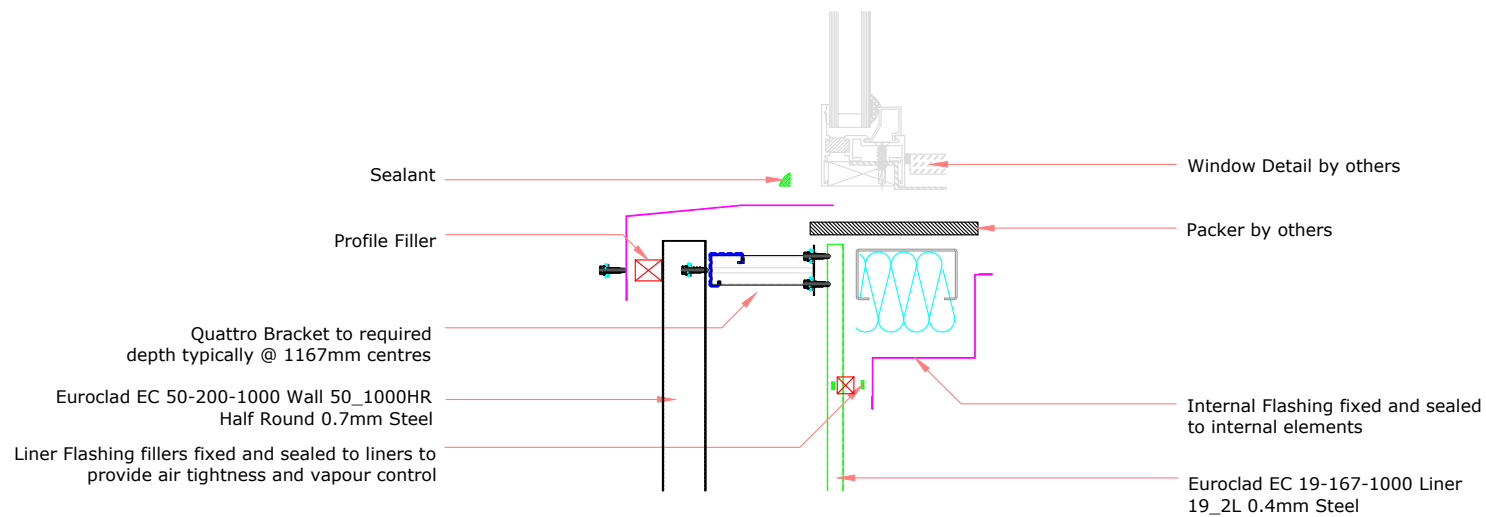 Sealant
Profile Filler
Quattro Bracket to required
depth typically @ 1167mm centres
Euroclad EC 50-200-1000 Wall 50_1000HR
Half Round 0.7mm Steel
Liner Flashing fillers fixed and sealed to liners to
provide air tightness and vapour control
Window Detail by others
Packer by others
Internal Flashing fixed and sealed
to internal elements
Euroclad EC 19-167-1000 Liner
19_2L 0.4mm Steel